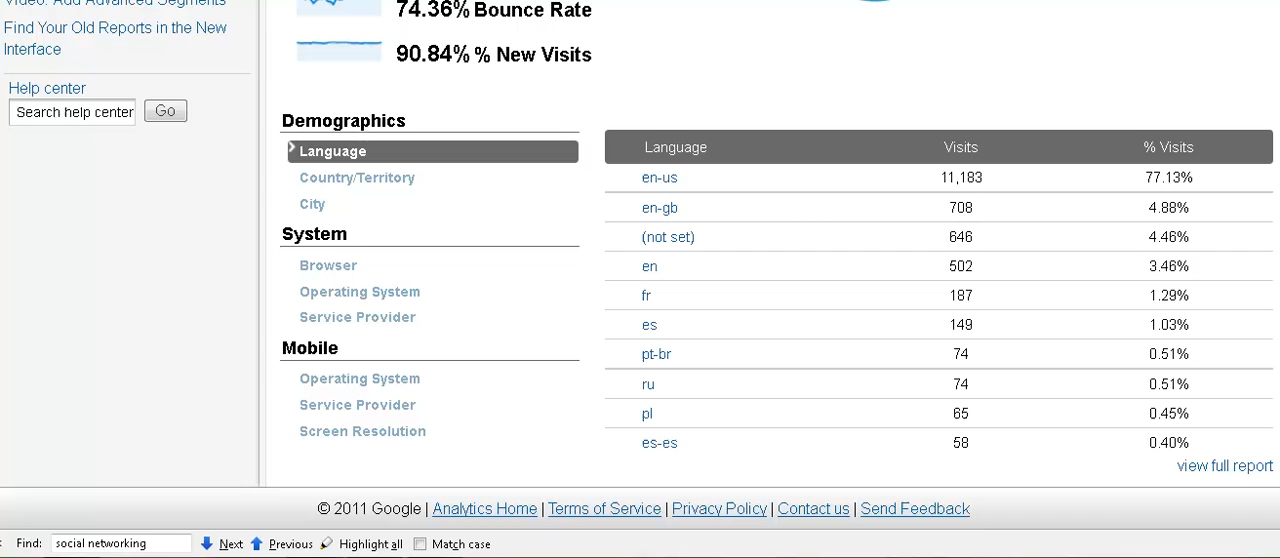 Video: Add Advanced Segments
Find Your Old Reports in the New
Interface
Help center
Search help center Go
74.36% Bounce Rate
90.84% % New Visits
Demographics
Language
Country/Territory
City
System
Browser
Operating System
Service Provider
Mobile
Operating System
Service Provider
Screen Resolution
Language Visits % Visits
en-us 11,183 77.13%
en-gb 708 4.88%
(not set) 646 4.46%
en 502 3.46%
fr 187 1.29%
es 149 1.03%
pt-br 74 0.51%
ru 74 0.51%
pl 65 0.45%
es-es 58 0.40%
view full report
© 2011 Google | Analytics Home | Terms of Service | Privacy Policy | Contact us | Send Feedback
Find: social networking Next Previous Highlight all Match case